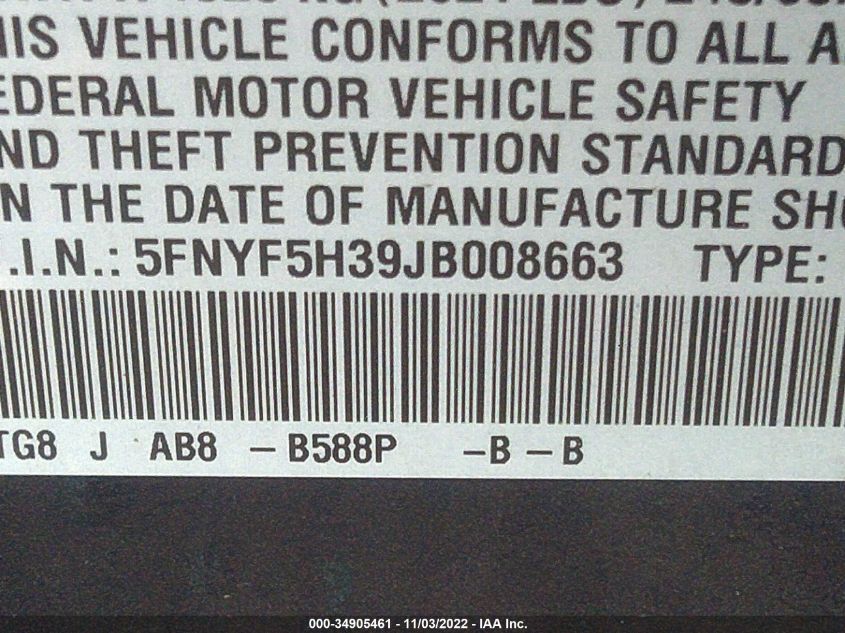 HIS VEHICLE CONFORMS TO ALL A
EDERAL MOTOR VEHICLE SAFETY
ND THEFT PREVENTION STANDARD
N THE DATE OF MANUFACTURE SHO
.I.N.: 5FNYF5H39JB008663 TYPE:
TG8 J AB8 – B588P –B – B
000-34905461 - 11/03/2022 - IAA Inc.